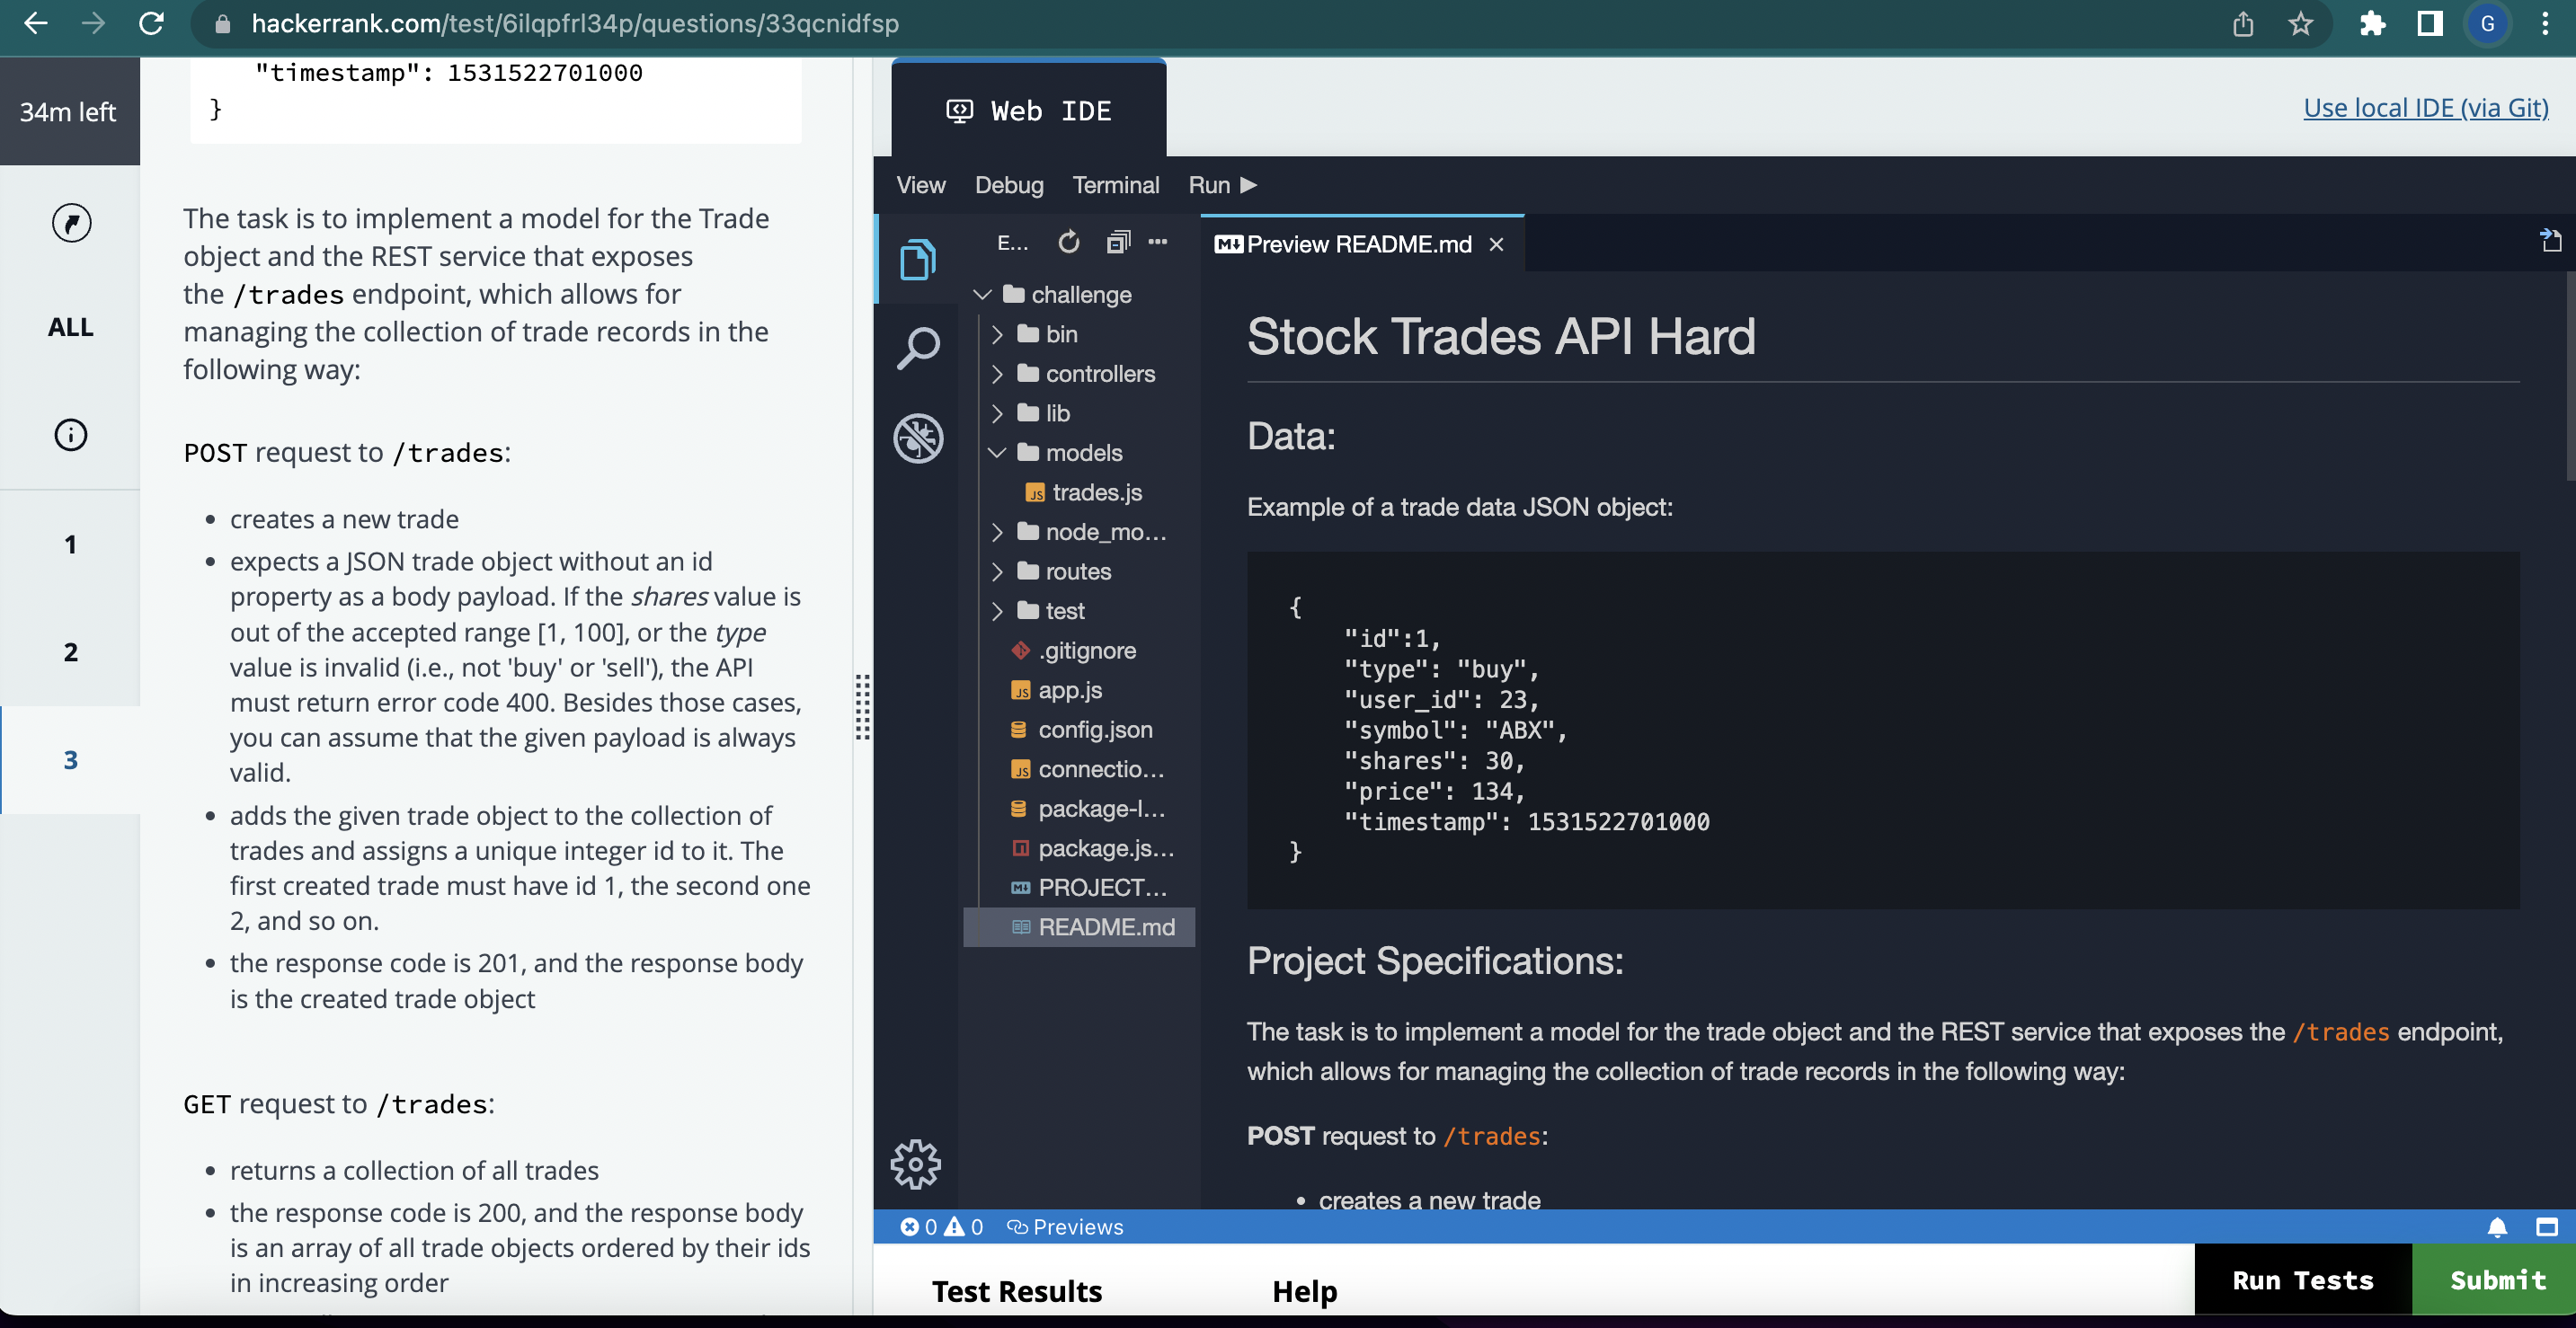 hackerrank.com/test/6ilqpfrl34p/questions/33qcnidfsp
G
34m left
ALL
1
2
3
"timestamp": 1531522701000
}
The task is to implement a model for the Trade
object and the REST service that exposes
the /trades endpoint, which allows for
managing the collection of trade records in the
following way:
POST request to /trades:
• creates a new trade
• expects a JSON trade object without an id
property as a body payload. If the shares value is
out of the accepted range [1, 100], or the type
value is invalid (i.e., not 'buy' or 'sell'), the API
must return error code 400. Besides those cases,
you can assume that the given payload is always
valid.
• adds the given trade object to the collection of
trades and assigns a unique integer id to it. The
first created trade must have id 1, the second one
2, and so on.
• the response code is 201, and the response body
is the created trade object
GET request to /trades:
• returns a collection of all trades
• the response code is 200, and the response body
is an array of all trade objects ordered by their ids
in increasing order
Web IDE
Use local IDE (via Git)
View Debug Terminal Run
E...
challenge
bin
controllers
lib
models
JS trades.js
node_mo...
routes
test
.gitignore
JS app.js
config.json
JS connectio...
package-l...
package.js...
M↓ PROJECT...
README.md
M↓ Preview README.md ×
Stock Trades API Hard
Data:
Example of a trade data JSON object:
{
"id":1,
"type": "buy",
"user_id": 23,
"symbol": "ABX",
"shares": 30,
"price": 134,
"timestamp": 1531522701000
}
Project Specifications:
The task is to implement a model for the trade object and the REST service that exposes the /trades endpoint,
which allows for managing the collection of trade records in the following way:
POST request to /trades:
• creates a new trade
0 0 Previews
Test Results Help
Run Tests Submit